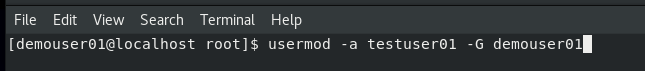 File Edit View Search Terminal Help
[demouser01@localhost root]$ usermod -a testuser01 -G demouser01